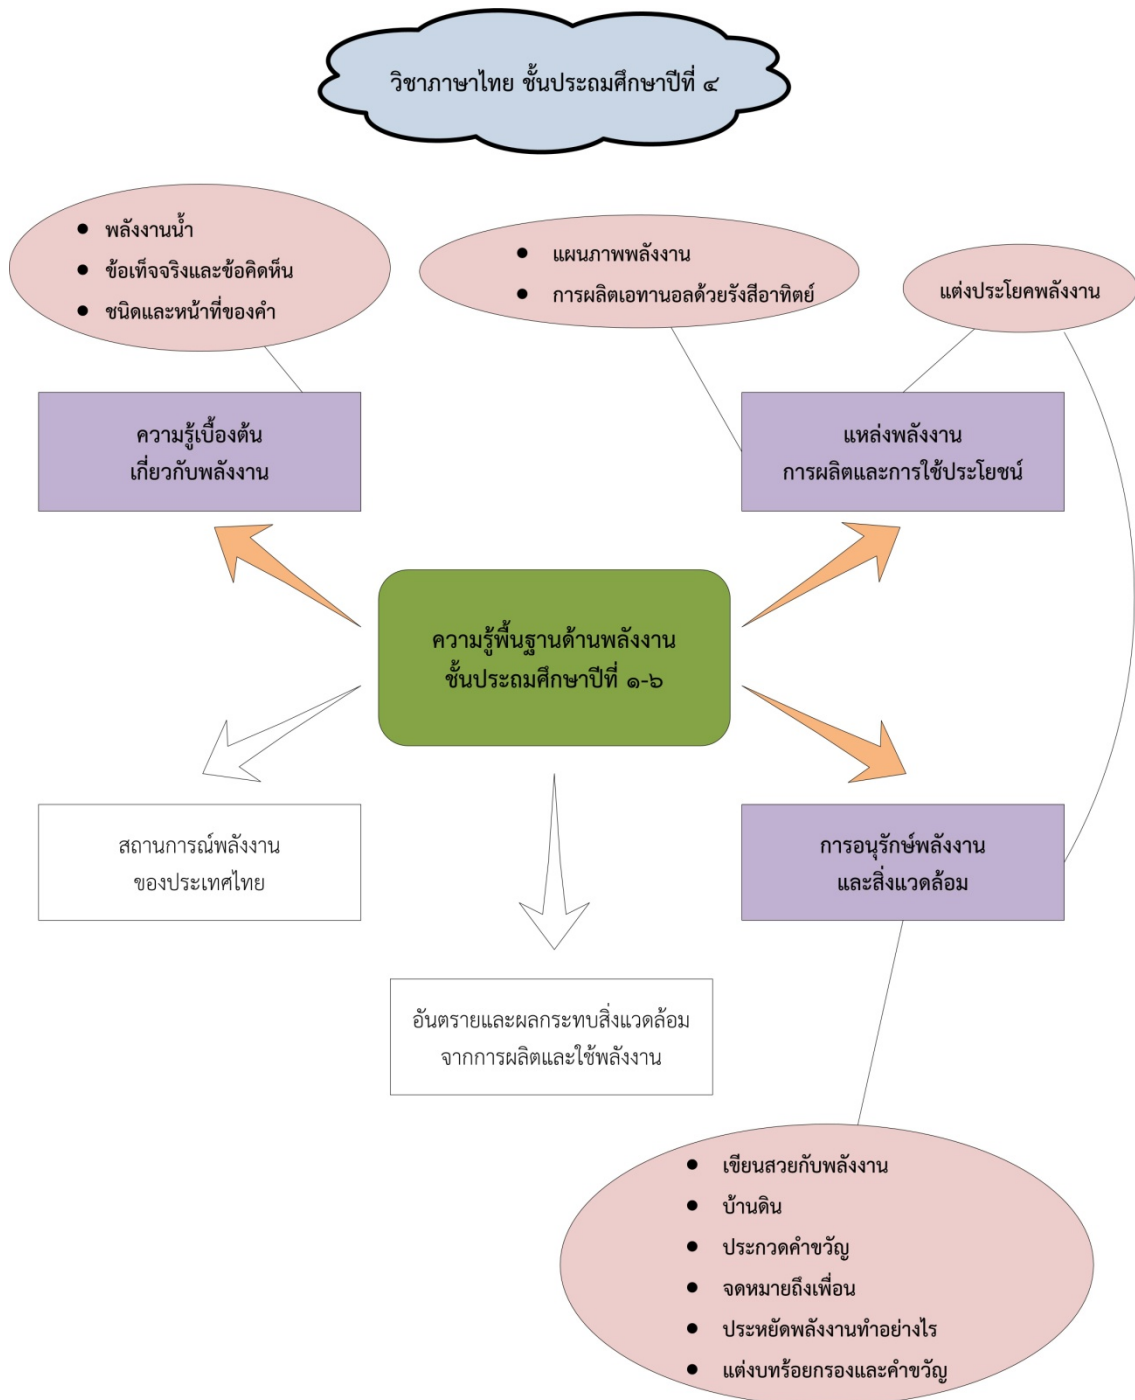 วิชาภาษาไทย ชั้นประถมศึกษาปีที่ ๔
● พลังงานน้ำ
● ข้อเท็จจริงและข้อคิดห็น
● ชนิดและหน้าที่ของคำ
● แผนภาพพลังงาน
● การผลิตเอทานอลด้วยรังสีอาทิตย์
แต่งประโยคพลังงาน
ความรู้เบื้องต้น
เกี่ยวกับพลังงาน
แหล่งพลังงาน
การผลิตและการใช้ประโยชน์
ความรู้พื้นฐานด้านพลังงาน
ชั้นประถมศึกษาปีที่ ๑-๖
สถานการณ์พลังงาน
ของประเทศไทย
การอนุรักษ์พลังงาน
และสิ่งแวดล้อม
อันตรายและผลกระทบสิ่งแวดล้อม
จากการผลิตและใช้พลังงาน
● เขียนสวยกับพลังงาน
● บ้านดิน
● ประกวดคำขวัญ
● จดหมายถึงเพื่อน
● ประหยัดพลังงานทำอย่างไร
● แต่งบทร้อยกรองและคำขวัญ